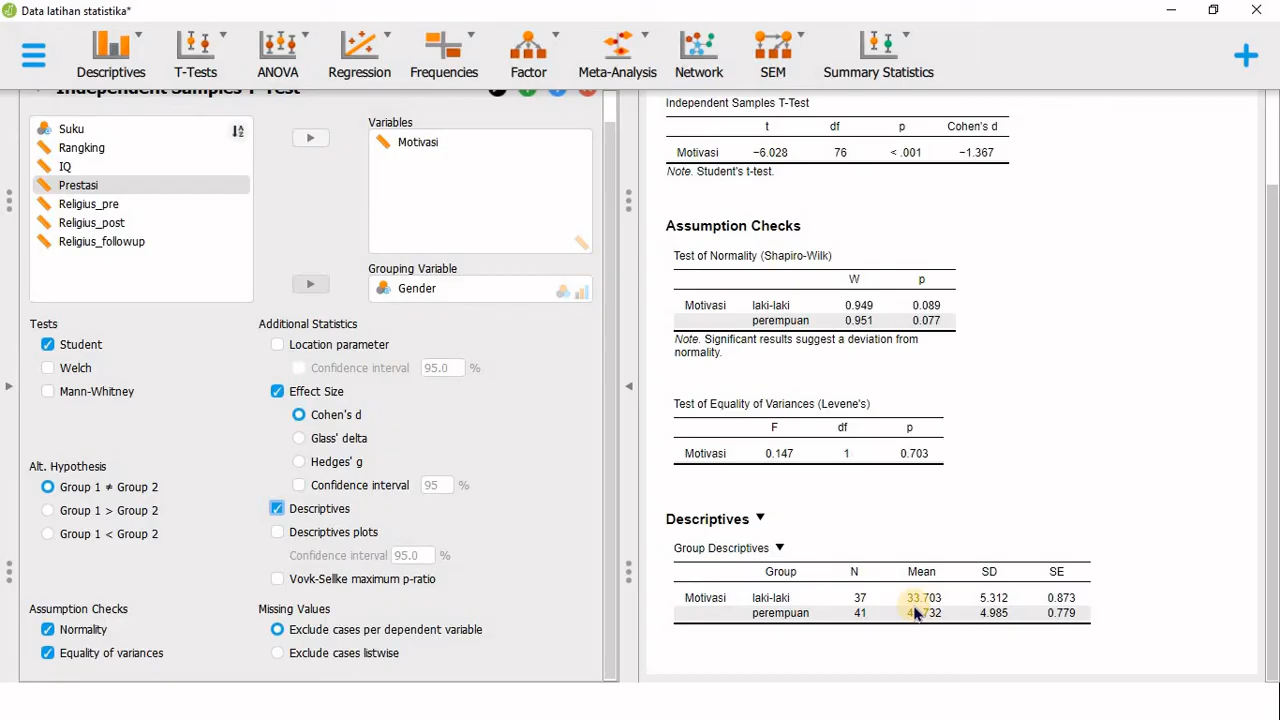 Data latihan statistika*
Descriptives T-Tests ANOVA Regression Frequencies Factor Meta-Analysis Network SEM Summary Statistics
Independent Samples T-Test
Suku
Rangking
IQ
Prestasi
Religius_pre
Religius_post
Religius_followup
Variables
Motivasi
Grouping Variable
Gender
Tests
Student
Welch
Mann-Whitney
Alt. Hypothesis
Group 1 ≠ Group 2
Group 1 > Group 2
Group 1 < Group 2
Assumption Checks
Normality
Equality of variances
Additional Statistics
Location parameter
Confidence interval 95.0 %
Effect Size
Cohen's d
Glass' delta
Hedges' g
Confidence interval 95 %
Descriptives
Descriptives plots
Confidence interval 95.0 %
Vovk-Sellke maximum p-ratio
Missing Values
Exclude cases per dependent variable
Exclude cases listwise
Independent Samples T-Test
t df p Cohen's d
Motivasi −6.028 76 < .001 −1.367
Note. Student's t-test.
Assumption Checks
Test of Normality (Shapiro-Wilk)
W p
Motivasi laki-laki 0.949 0.089
perempuan 0.951 0.077
Note. Significant results suggest a deviation from
normality.
Test of Equality of Variances (Levene's)
F df p
Motivasi 0.147 1 0.703
Descriptives
Group Descriptives
Group N Mean SD SE
Motivasi laki-laki 37 33.703 5.312 0.873
perempuan 41 4.985 0.779